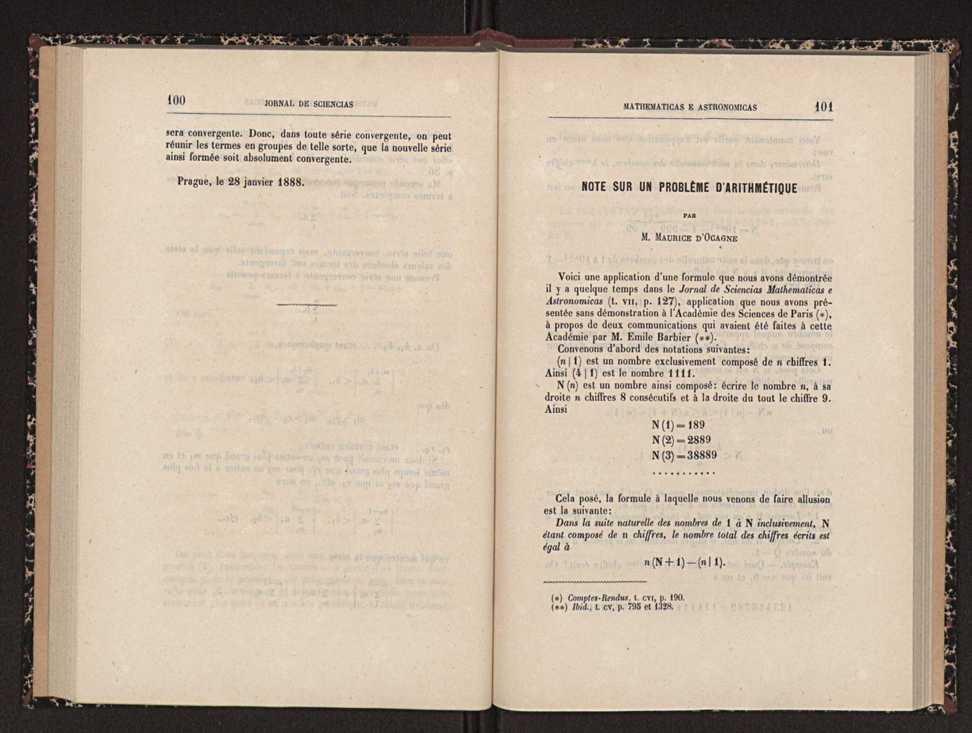 100
JORNAL DE SCIENCIAS
sera convergente. Donc, dans toute série convergente, on peut
réunir les termes en groupes de telle sorte, que la nouvelle série
ainsi formée soit absolument convergente.
Prague, le 28 janvier 1888.
MATHEMATICAS E ASTRONOMICAS
101
NOTE SUR UN PROBLÈME D'ARITHMÉTIQUE
PAR
M. MAURICE D'OCAGNE
Voici une application d'une formule que nous avons démontrée
il y a quelque temps dans le Jornal de Sciencias Mathematicas e
Astronomicas (t. VII, p. 127), application que nous avons pré-
sentée sans démonstration à l'Académie des Sciences de Paris (*),
à propos de deux communications qui avaient été faites à cette
Académie par M. Emile Barbier (**).
Convenons d'abord des notations suivantes:
(n | 1) est un nombre exclusivement composé de n chiffres 1.
Ainsi (4 | 1) est le nombre 1111.
N (n) est un nombre ainsi composé: écrire le nombre n, à sa
droite n chiffres 8 consécutifs et à la droite du tout le chiffre 9.
Ainsi
N (1) = 189
N (2) = 2889
N (3) = 38889
. . . . . . . . . . .
Cela posé, la formule à laquelle nous venons de faire allusion
est la suivante:
Dans la suite naturelle des nombres de 1 à N inclusivement, N
étant composé de n chiffres, le nombre total des chiffres écrits est
égal à
n (N + 1) — (n | 1).
(*) Comptes-Rendus, t. CVI, p. 190.
(**) Ibid., t. CV, p. 795 et 1328.